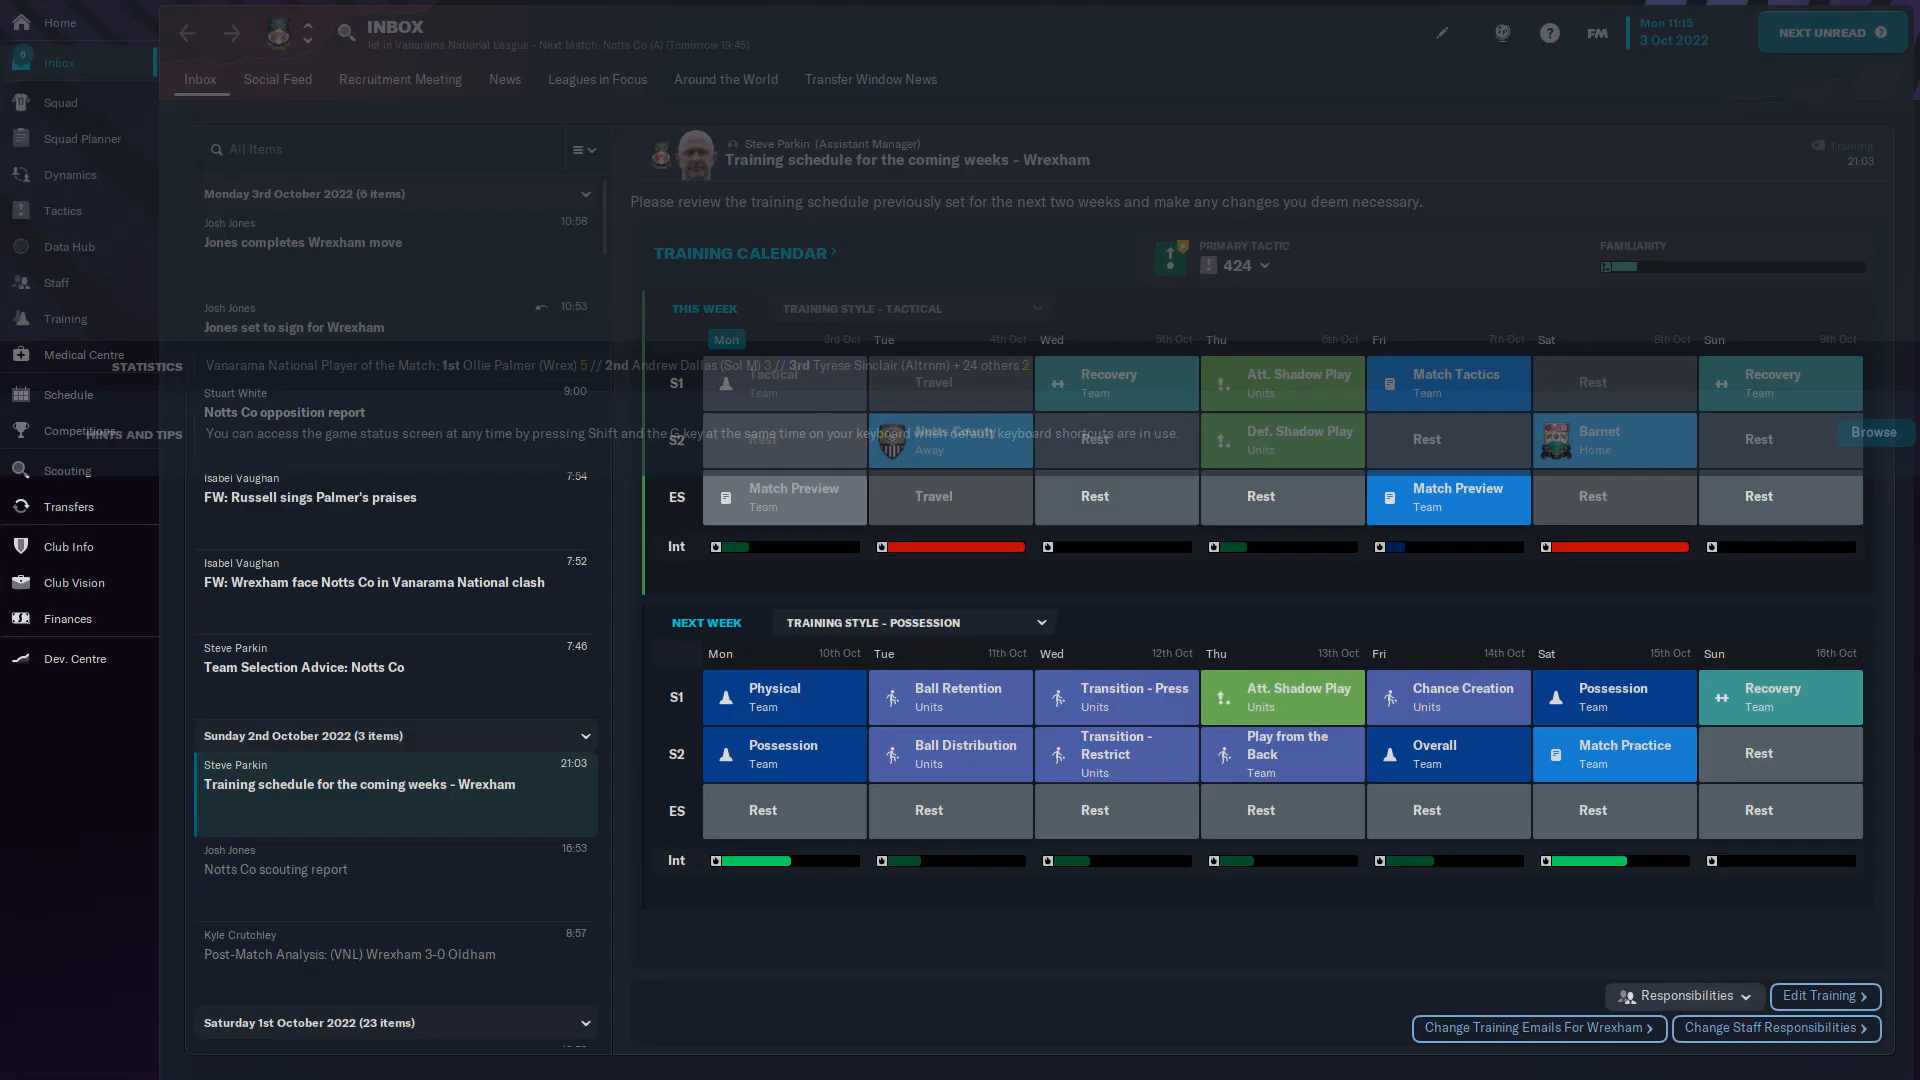 Home
6
Inbox
Squad
Squad Planner
Dynamics
Tactics
Data Hub
Staff
Training
Medical Centre
Schedule
Competitions
Scouting
Transfers
Club Info
Club Vision
Finances
Dev. Centre
INBOX
1st in Vanarama National League - Next Match: Notts Co (A) (Tomorrow 19:45)
?
FM
Mon 11:15
3 Oct 2022
NEXT UNREAD
Inbox Social Feed Recruitment Meeting News Leagues in Focus Around the World Transfer Window News
All Items
Monday 3rd October 2022 (6 items)
Josh Jones 10:58
Jones completes Wrexham move
Josh Jones 10:53
Jones set to sign for Wrexham
STATISTICS Vanarama National Player of the Match: 1st Ollie Palmer (Wrex) 5 // 2nd Andrew Dallas (Sol M) 3 // 3rd Tyrese Sinclair (Altrnm) + 24 others 2
Stuart White 9:00
Notts Co opposition report
HINTS AND TIPS You can access the game status screen at any time by pressing Shift and the G key at the same time on your keyboard when default keyboard shortcuts are in use.
Browse
Isabel Vaughan 7:54
FW: Russell sings Palmer's praises
Isabel Vaughan 7:52
FW: Wrexham face Notts Co in Vanarama National clash
Steve Parkin 7:46
Team Selection Advice: Notts Co
Sunday 2nd October 2022 (3 items)
Steve Parkin 21:03
Training schedule for the coming weeks - Wrexham
Josh Jones 16:53
Notts Co scouting report
Kyle Crutchley 8:57
Post-Match Analysis: (VNL) Wrexham 3-0 Oldham
Saturday 1st October 2022 (23 items)
Steve Parkin (Assistant Manager)
Training schedule for the coming weeks - Wrexham
Training
21:03
Please review the training schedule previously set for the next two weeks and make any changes you deem necessary.
TRAINING CALENDAR
PRIMARY TACTIC
424
FAMILIARITY
THIS WEEK TRAINING STYLE - TACTICAL
Mon 3rd Oct Tue 4th Oct Wed 5th Oct Thu 6th Oct Fri 7th Oct Sat 8th Oct Sun 9th Oct
S1 Tactical Travel Recovery Att. Shadow Play Match Tactics Rest Recovery
Team Team Units Team Team
S2 Rest Notts County Rest Def. Shadow Play Rest Barnet Rest
Away Units Home
ES Match Preview Travel Rest Rest Match Preview Rest Rest
Team Team
Int
NEXT WEEK TRAINING STYLE - POSSESSION
Mon 10th Oct Tue 11th Oct Wed 12th Oct Thu 13th Oct Fri 14th Oct Sat 15th Oct Sun 16th Oct
S1 Physical Ball Retention Transition - Press Att. Shadow Play Chance Creation Possession Recovery
Team Units Units Units Units Team Team
S2 Possession Ball Distribution Transition - Restrict Play from the Back Overall Match Practice Rest
Team Units Units Team Team Team
ES Rest Rest Rest Rest Rest Rest Rest
Int
Responsibilities Edit Training
Change Training Emails For Wrexham Change Staff Responsibilities